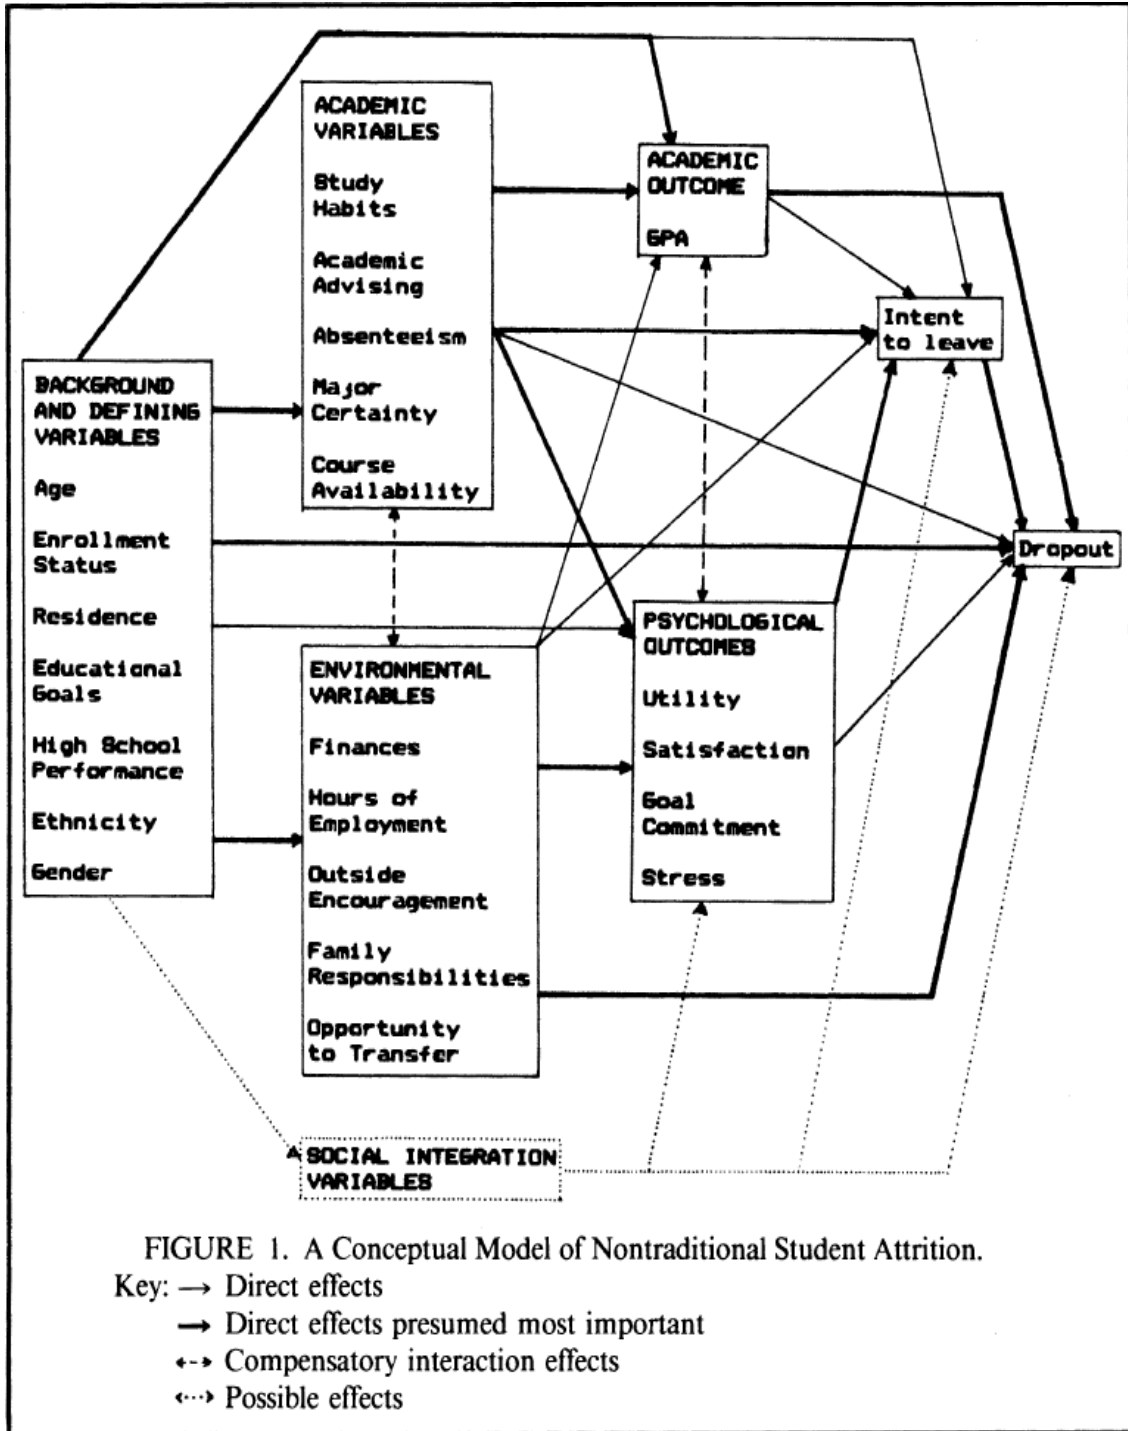 ACADEMIC
VARIABLES
Study
Habits
Academic
Advising
Absenteeism
Major
Certainty
Course
Availability
ACADEMIC
OUTCOME
GPA
Intent
to leave
BACKGROUND
AND DEFINING
VARIABLES
Age
Enrollment
Status
Residence
Educational
Goals
High School
Performance
Ethnicity
Gender
Dropout
ENVIRONMENTAL
VARIABLES
Finances
Hours of
Employment
Outside
Encouragement
Family
Responsibilities
Opportunity
to Transfer
PSYCHOLOGICAL
OUTCOMES
Utility
Satisfaction
Goal
Commitment
Stress
SOCIAL INTEGRATION
VARIABLES
FIGURE 1. A Conceptual Model of Nontraditional Student Attrition.
Key: → Direct effects
→ Direct effects presumed most important
Compensatory interaction effects
Possible effects